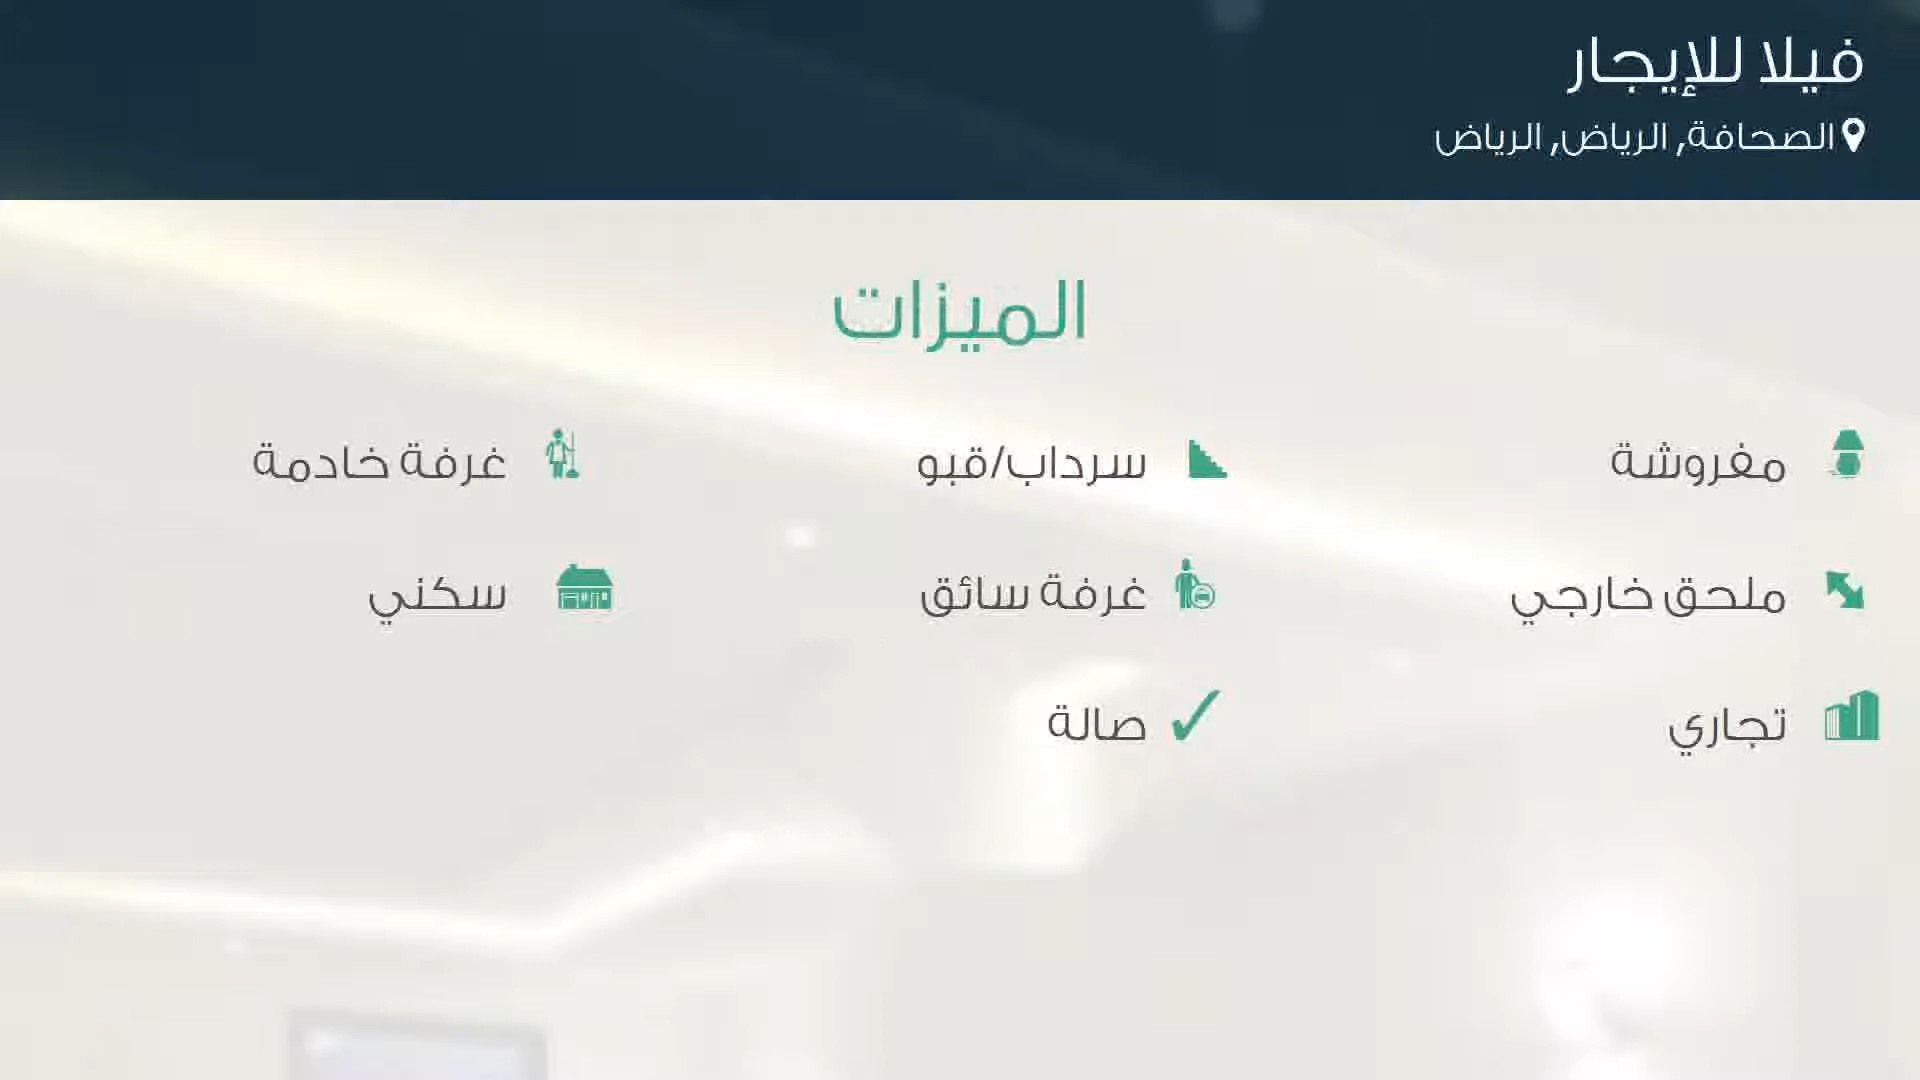 فيلا للإيجار
الصحافة, الرياض, الرياض
الميزات
مفروشة
سرداب/قبو
غرفة خادمة
ملحق خارجي
غرفة سائق
سكني
تجاري
صالة